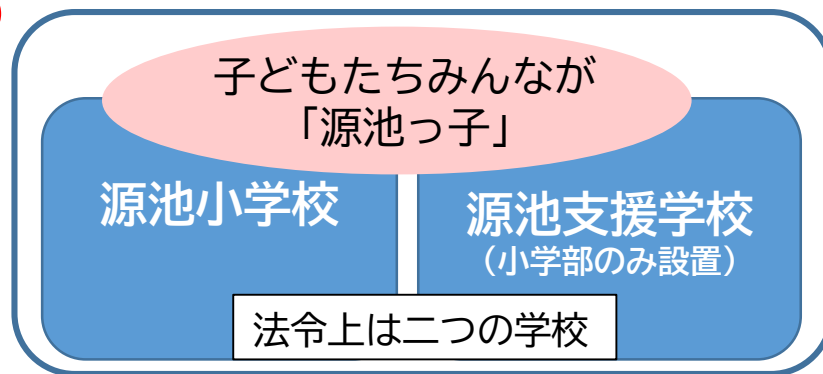 子どもたちみんなが
「源池っ子」
源池小学校
源池支援学校
（小学部のみ設置）
法令上は二つの学校